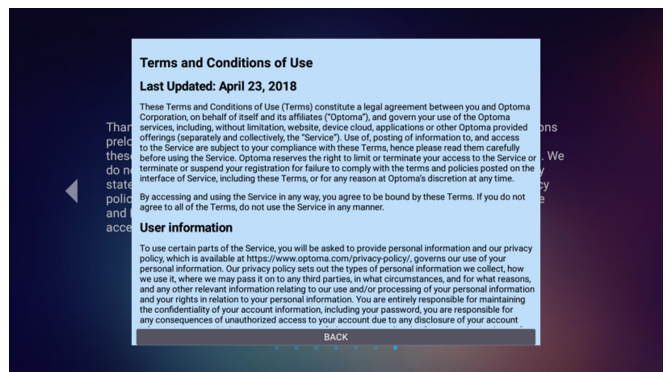 Terms and Conditions of Use
Last Updated: April 23, 2018
These Terms and Conditions of Use (Terms) constitute a legal agreement between you and Optoma
Corporation, on behalf of itself and its affiliates (“Optoma”), and govern your use of the Optoma
services, including, without limitation, website, device cloud, applications or other Optoma provided
offerings (separately and collectively, the “Service”). Use of, posting of information to, and access
to the Service are subject to your compliance with these Terms, hence please read them carefully
before using the Service. Optoma reserves the right to limit or terminate your access to the Service or
terminate or suspend your registration for failure to comply with the terms and policies posted on the
interface of Service, including these Terms, or for any reason at Optoma's discretion at any time.
By accessing and using the Service in any way, you agree to be bound by these Terms. If you do not
agree to all of the Terms, do not use the Service in any manner.
User information
To use certain parts of the Service, you will be asked to provide personal information and our privacy
policy, which is available at https://www.optoma.com/privacy-policy/, governs our use of your
personal information. Our privacy policy sets out the types of personal information we collect, how
we use it, where we may pass it on to any third parties, in what circumstances, and for what reasons,
and any other relevant information relating to our use and/or processing of your personal information
and your rights in relation to your personal information. You are entirely responsible for maintaining
the confidentiality of your account information, including your password, you are responsible for
any consequences of unauthorized access to your account due to any disclosure of your account
BACK
We